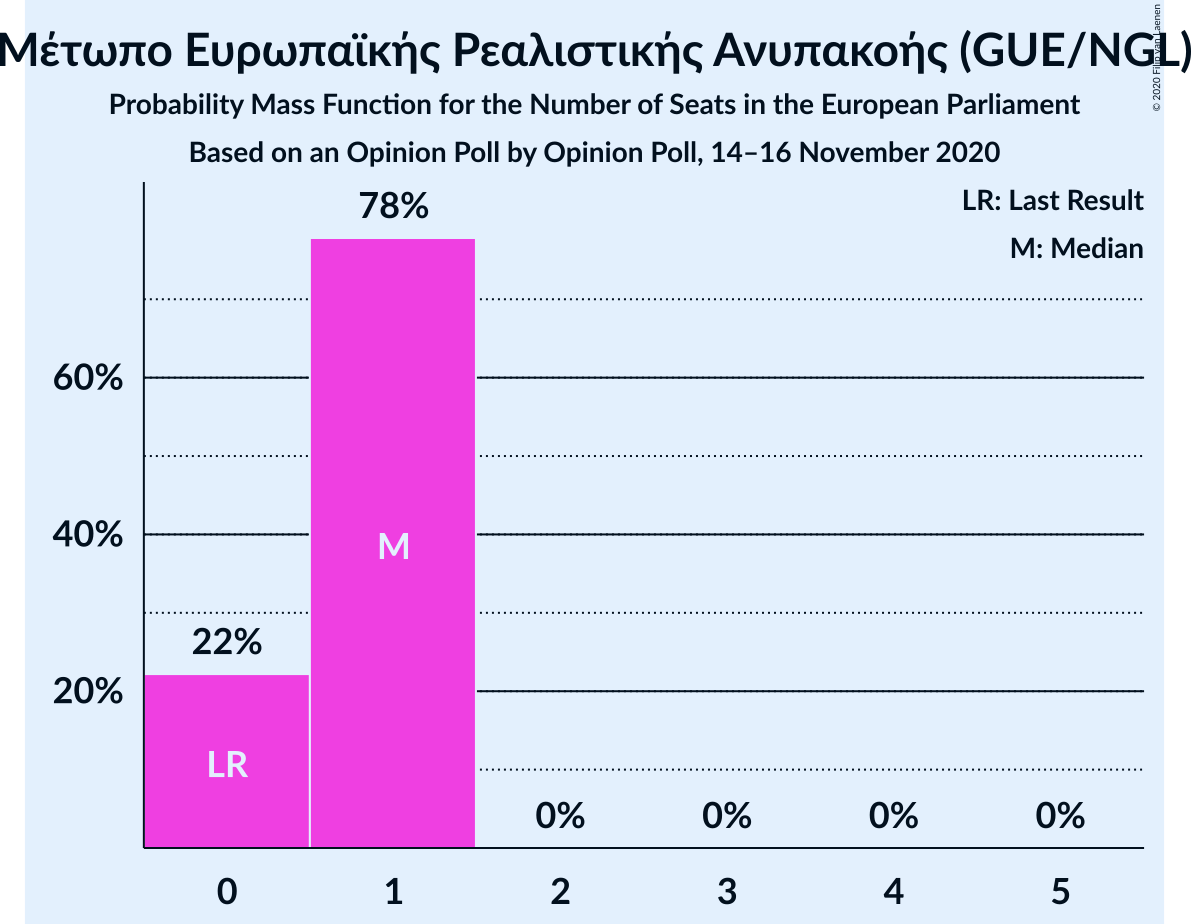 Μέτωπο Ευρωπαϊκής Ρεαλιστικής Ανυπακοής (GUE/NGL)
© 2020 Filip van Laenen
Probability Mass Function for the Number of Seats in the European Parliament
Based on an Opinion Poll by Opinion Poll, 14–16 November 2020
LR: Last Result
M: Median
78%
60%
40%
M
22%
20%
LR
0% 0% 0% 0%
0 1 2 3 4 5